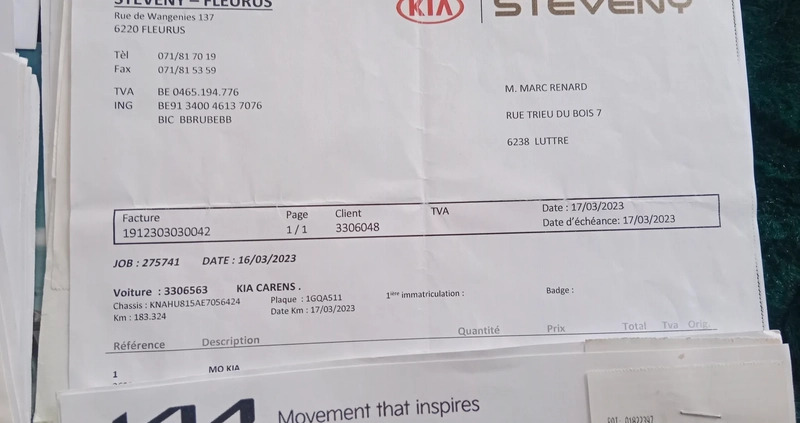 STEVENY – FLEURUS
KIA STEVENY
Rue de Wangenies 137
6220 FLEURUS
Tèl 071/81 70 19
Fax 071/81 53 59
TVA BE 0465.194.776
ING BE91 3400 4613 7076
BIC BBRUBEBB
M. MARC RENARD
RUE TRIEU DU BOIS 7
6238 LUTTRE
Facture Page Client TVA Date : 17/03/2023
1912303030042 1 / 1 3306048 Date d'échéance: 17/03/2023
JOB : 275741 DATE : 16/03/2023
Voiture : 3306563 KIA CARENS .
Chassis : KNAHU815AE7056424 Plaque : 1GQA511 1ière immatriculation : Badge :
Km : 183.324 Date Km : 17/03/2023
Référence Description Quantité Prix Total Tva Orig.
1 MO KIA
KIA Movement that inspires